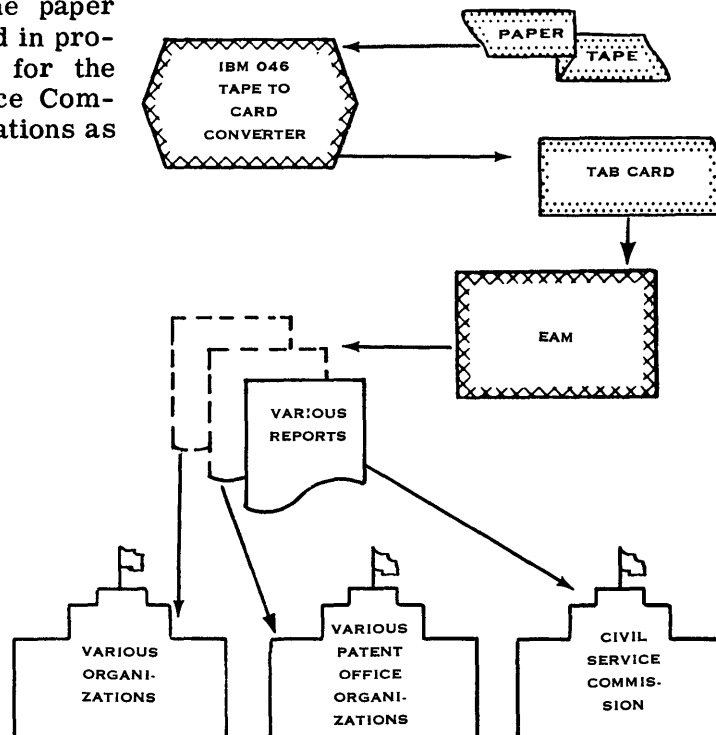 ne paper
d in pro-
for the
ce Com-
ations as
PAPER
TAPE
IBM 046
TAPE TO
CARD
CONVERTER
TAB CARD
EAM
VARIOUS
REPORTS
VARIOUS
ORGANI-
ZATIONS
VARIOUS
PATENT
OFFICE
ORGANI-
ZATIONS
CIVIL
SERVICE
COMMIS-
SION